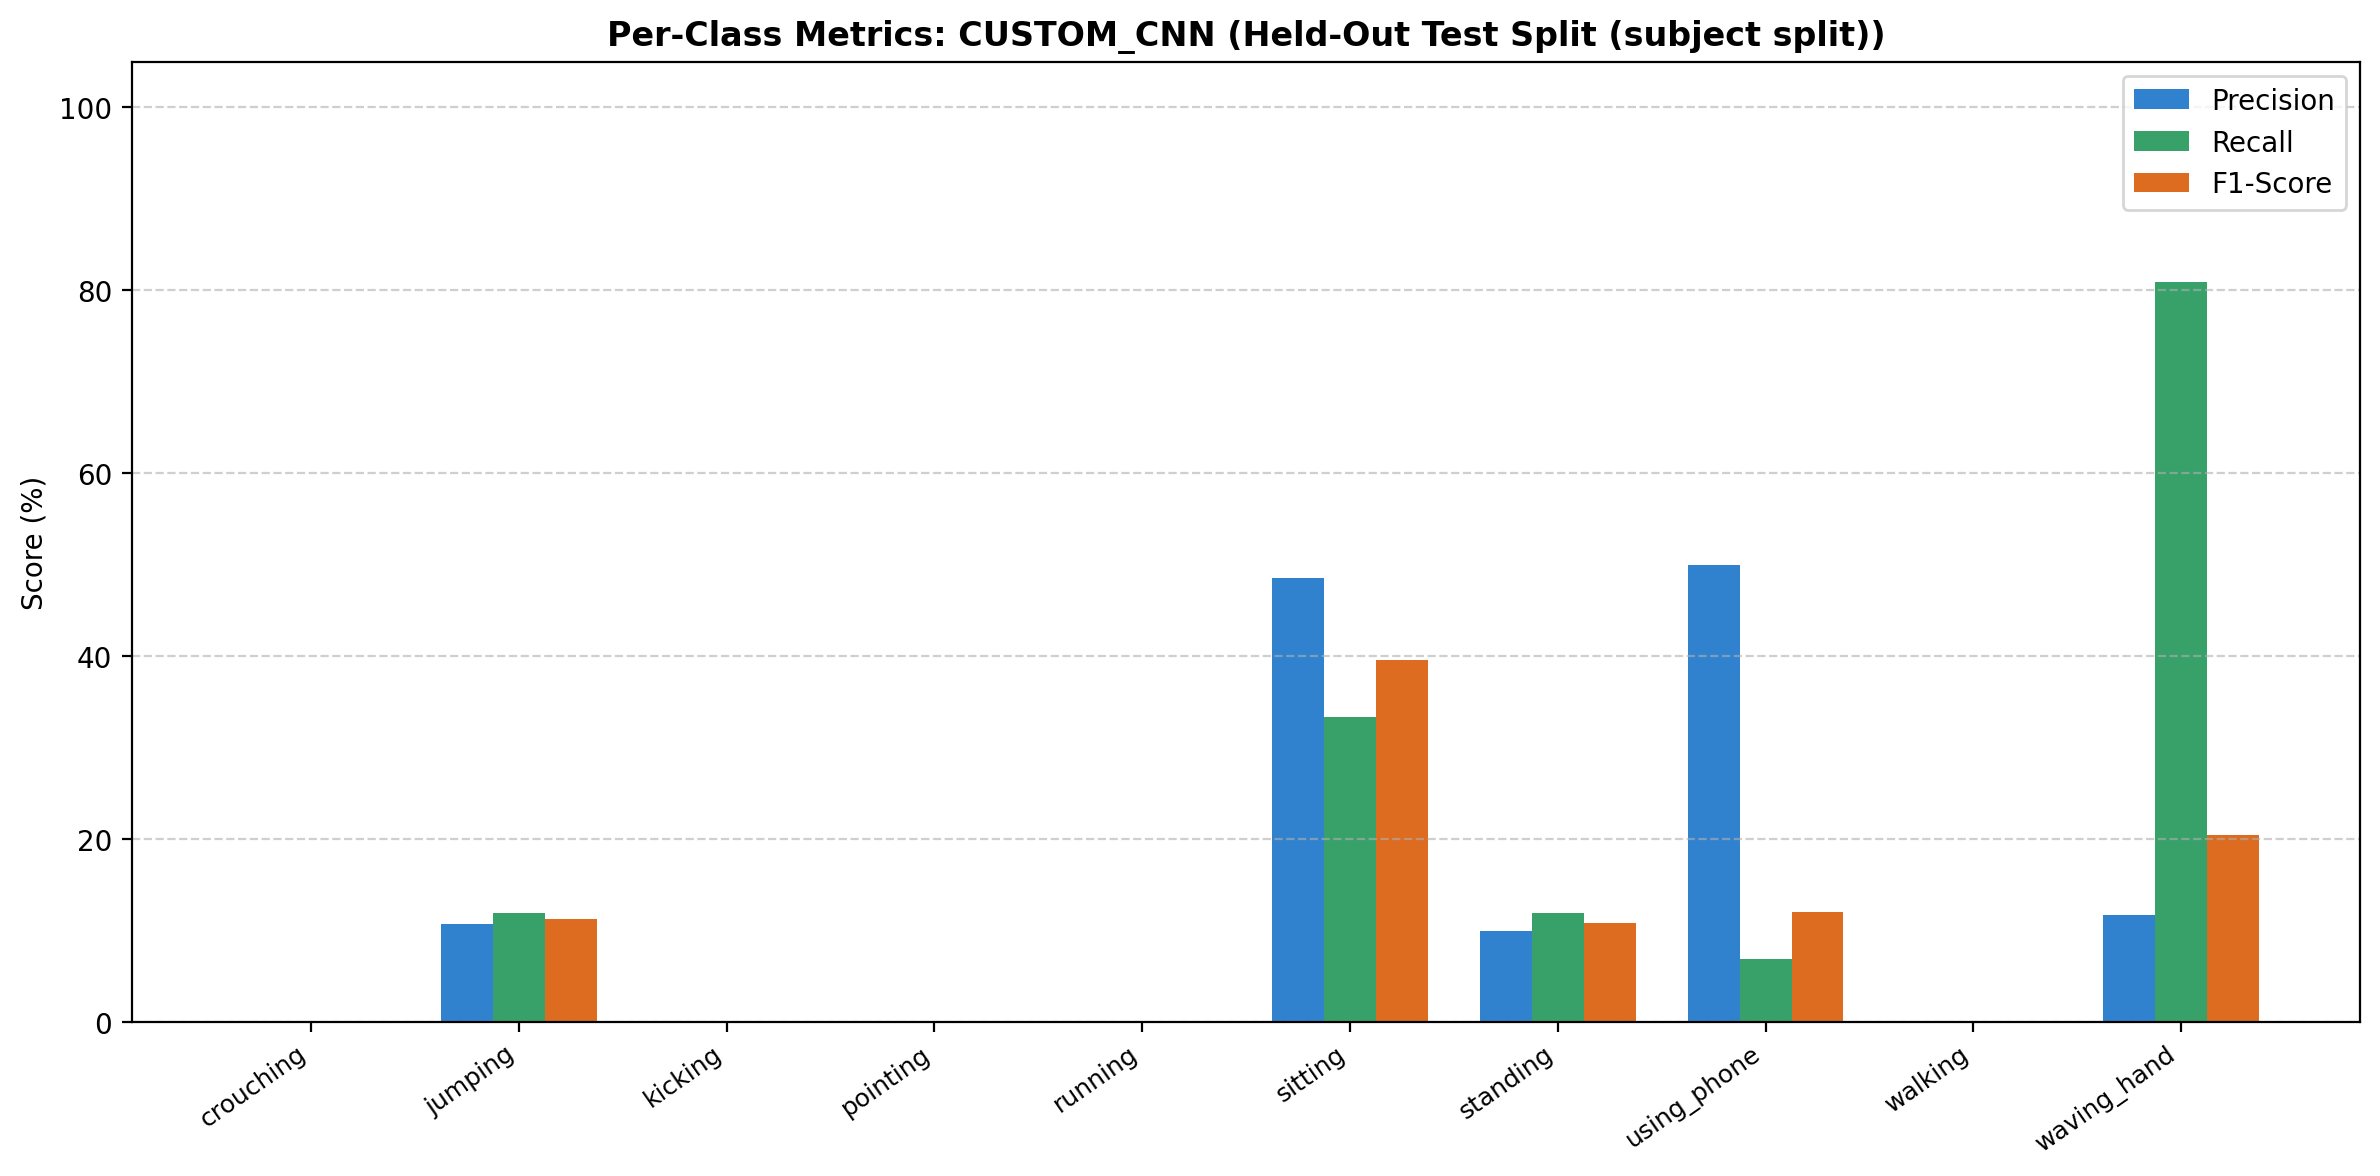 Per-Class Metrics: CUSTOM_CNN (Held-Out Test Split (subject split))
Precision
Recall
F1-Score
Score (%)
100
80
60
40
20
0
crouching
jumping
kicking
pointing
running
sitting
standing
using_phone
walking
waving_hand